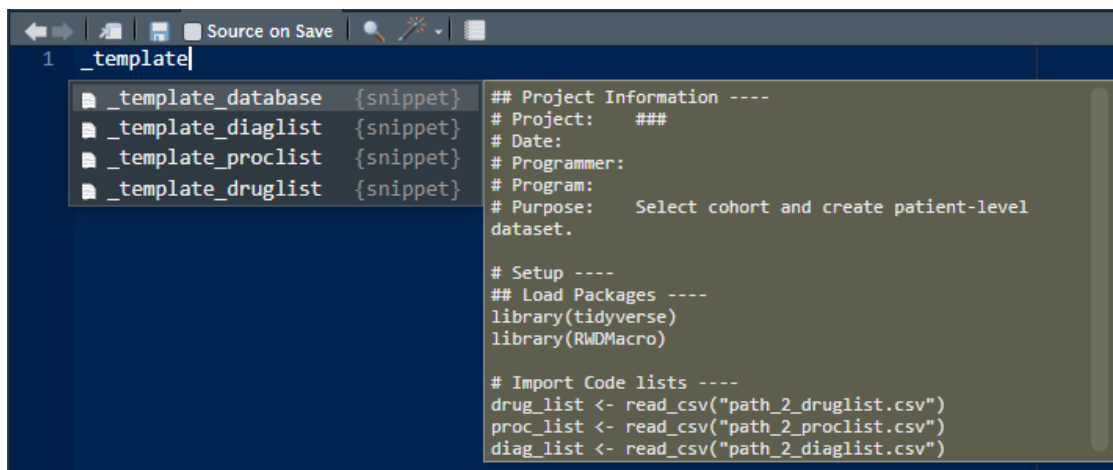 Source on Save
1 _template
_template_database {snippet}
_template_diaglist {snippet}
_template_proclist {snippet}
_template_druglist {snippet}
## Project Information ----
# Project: ###
# Date:
# Programmer:
# Program:
# Purpose: Select cohort and create patient-level
dataset.
# Setup ----
## Load Packages ----
library(tidyverse)
library(RWDMacro)
# Import Code lists ----
drug_list <- read_csv("path_2_druglist.csv")
proc_list <- read_csv("path_2_proclist.csv")
diag_list <- read_csv("path_2_diaglist.csv")